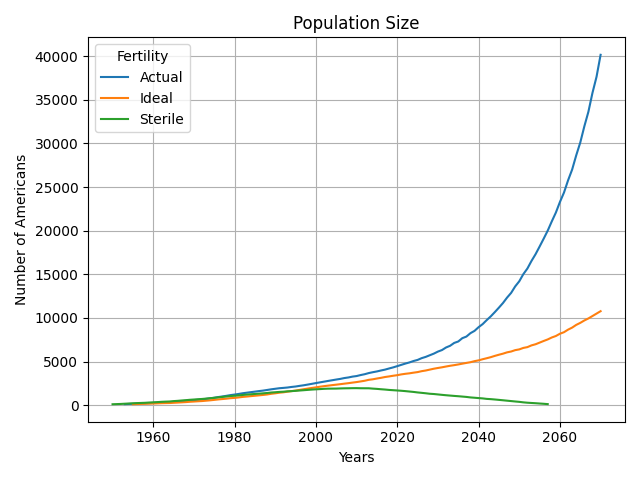 Population Size
Fertility
Actual
Ideal
Sterile
Number of Americans
40000
35000
30000
25000
20000
15000
10000
5000
0
1960 1980 2000 2020 2040 2060
Years